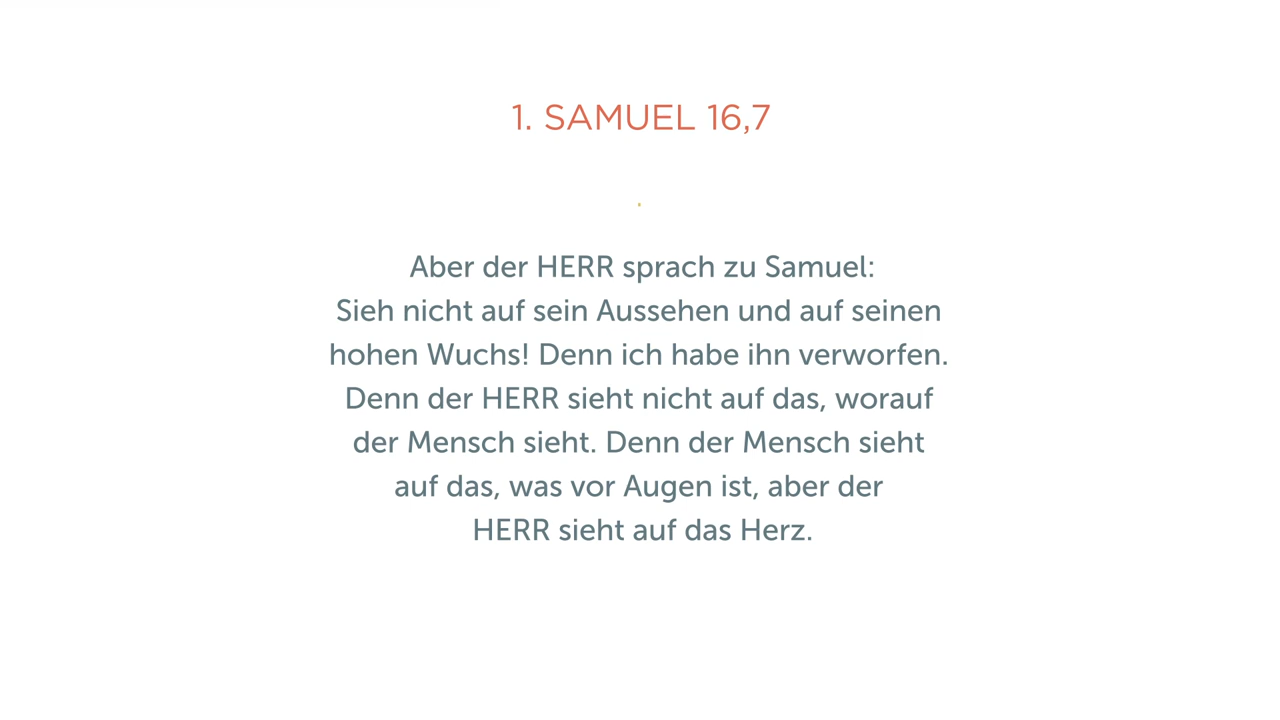 1. SAMUEL 16,7
Aber der HERR sprach zu Samuel:
Sieh nicht auf sein Aussehen und auf seinen
hohen Wuchs! Denn ich habe ihn verworfen.
Denn der HERR sieht nicht auf das, worauf
der Mensch sieht. Denn der Mensch sieht
auf das, was vor Augen ist, aber der
HERR sieht auf das Herz.